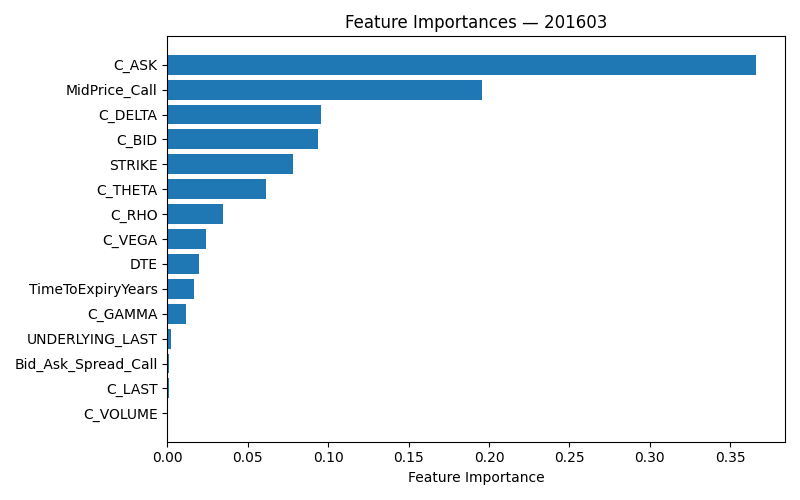 Feature Importances — 201603
C_ASK
MidPrice_Call
C_DELTA
C_BID
STRIKE
C_THETA
C_RHO
C_VEGA
DTE
TimeToExpiryYears
C_GAMMA
UNDERLYING_LAST
Bid_Ask_Spread_Call
C_LAST
C_VOLUME
0.00 0.05 0.10 0.15 0.20 0.25 0.30 0.35
Feature Importance